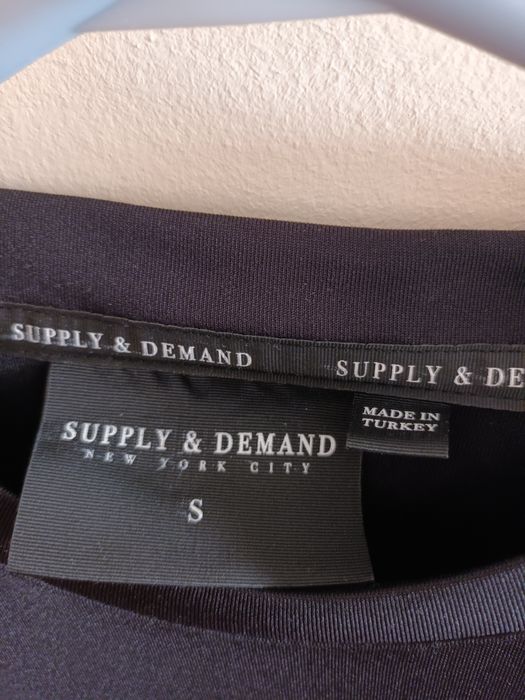 SUPPLY & DEMAND SUPPLY & DE
SUPPLY & DEMAND
NEW YORK CITY
S
MADE IN
TURKEY